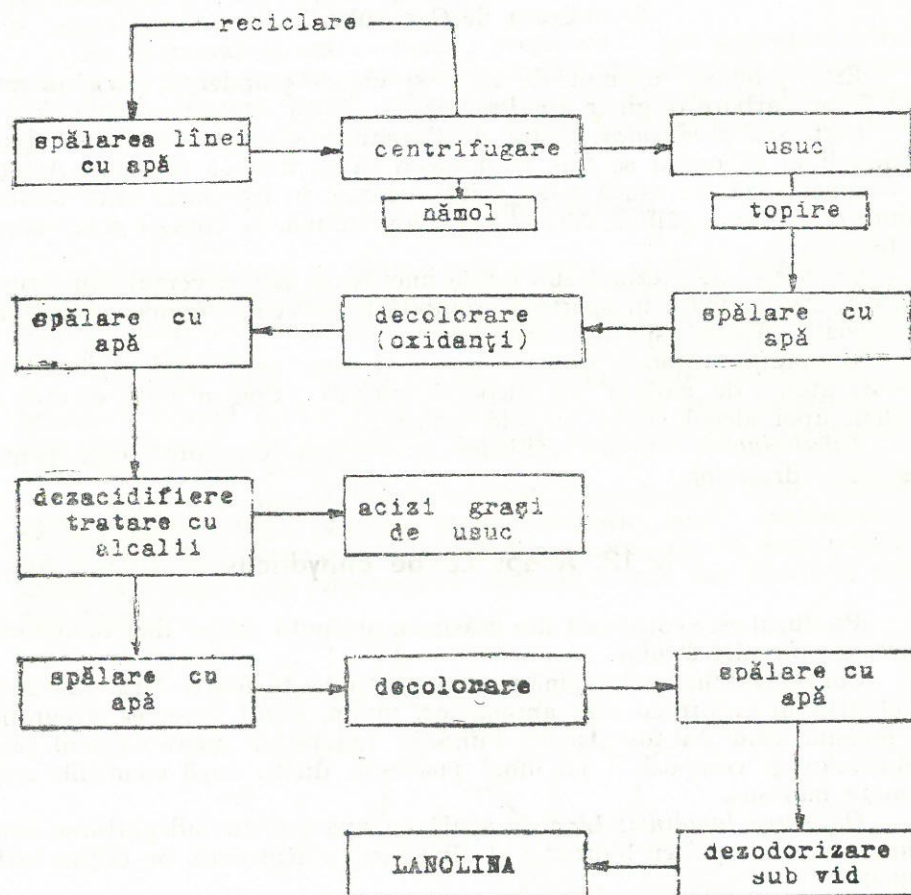 reciclare
spălarea lînei
cu apă
centrifugare
usuc
nămol
topire
spălare cu
apă
decolorare
(oxidanţi)
spălare cu
apă
dezacidifiere
tratare cu
alcalii
acizi graşi
de usuc
spălare cu
apă
decolorare
spălare cu
apă
LANOLINA
dezodorizare
sub vid